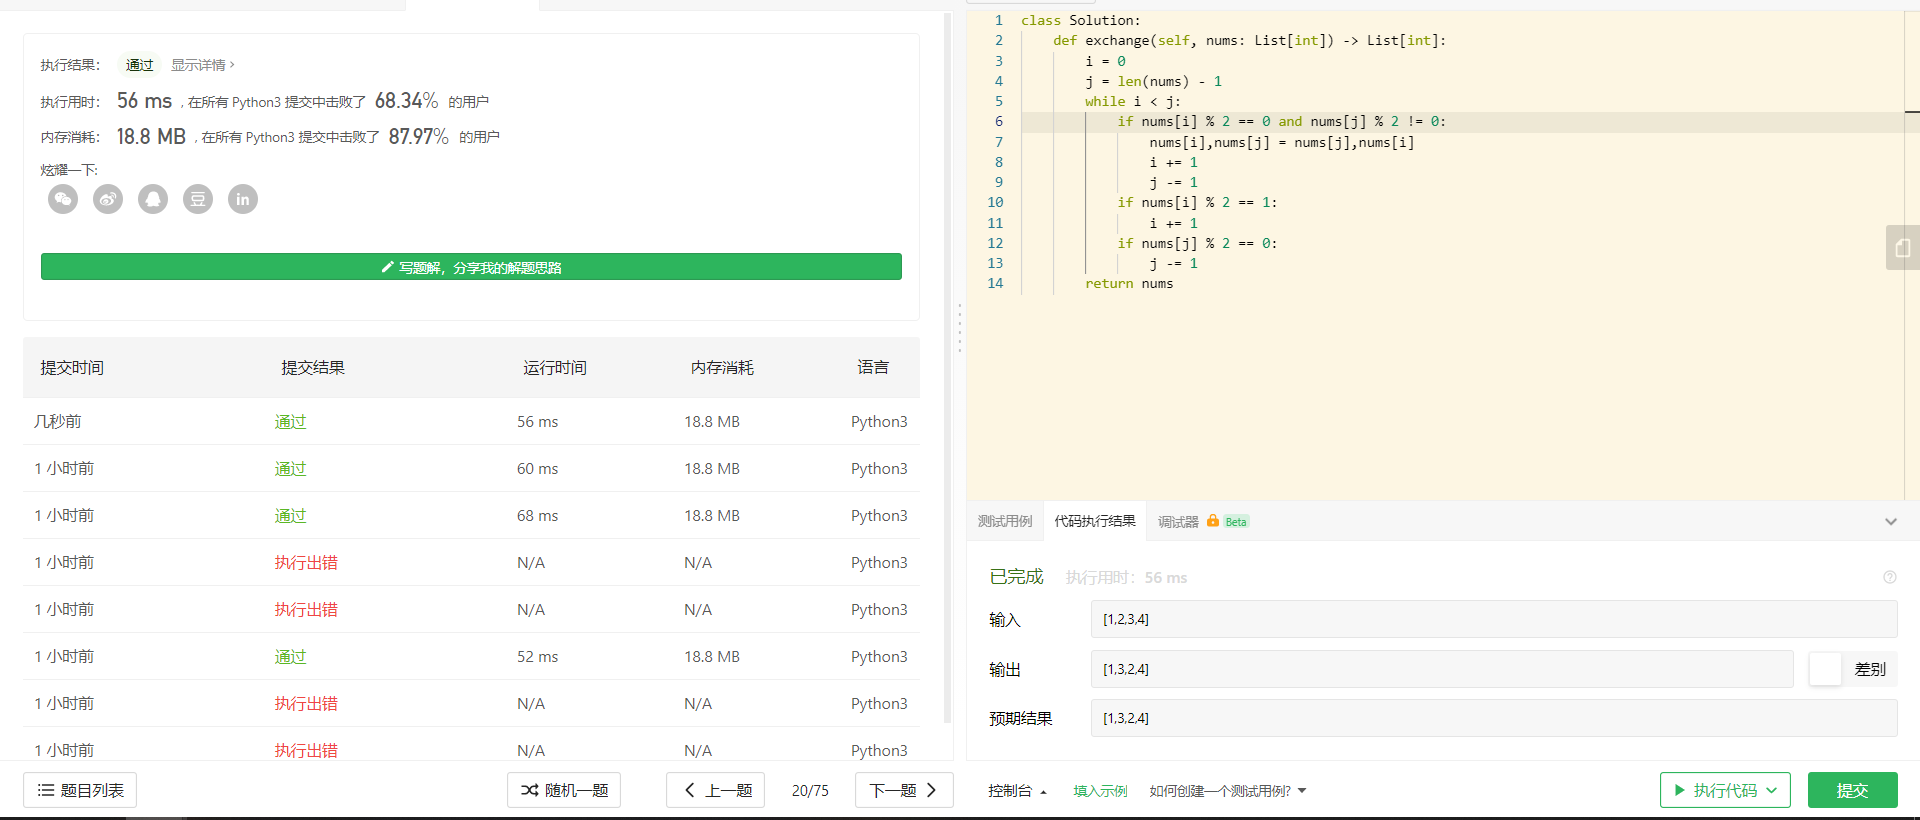 执行结果： 通过 显示详情 ›
执行用时： 56 ms , 在所有 Python3 提交中击败了 68.34% 的用户
内存消耗： 18.8 MB , 在所有 Python3 提交中击败了 87.97% 的用户
炫耀一下:
豆 in
写题解，分享我的解题思路
提交时间 提交结果 运行时间 内存消耗 语言
几秒前 通过 56 ms 18.8 MB Python3
1 小时前 通过 60 ms 18.8 MB Python3
1 小时前 通过 68 ms 18.8 MB Python3
1 小时前 执行出错 N/A N/A Python3
1 小时前 执行出错 N/A N/A Python3
1 小时前 通过 52 ms 18.8 MB Python3
1 小时前 执行出错 N/A N/A Python3
1 小时前 执行出错 N/A N/A Python3
题目列表 随机一题 上一题 20/75 下一题
1 class Solution:
2 def exchange(self, nums: List[int]) -> List[int]:
3 i = 0
4 j = len(nums) - 1
5 while i < j:
6 if nums[i] % 2 == 0 and nums[j] % 2 != 0:
7 nums[i],nums[j] = nums[j],nums[i]
8 i += 1
9 j -= 1
10 if nums[i] % 2 == 1:
11 i += 1
12 if nums[j] % 2 == 0:
13 j -= 1
14 return nums
测试用例 代码执行结果 调试器 Beta
已完成 执行用时：56 ms
输入 [1,2,3,4]
输出 [1,3,2,4] 差别
预期结果 [1,3,2,4]
控制台 填入示例 如何创建一个测试用例? 执行代码 提交